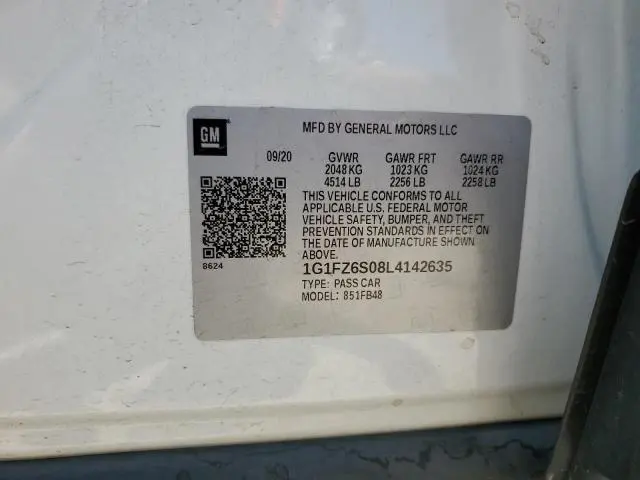 GM
MFD BY GENERAL MOTORS LLC
09/20 GVWR GAWR FRT GAWR RR
2048 KG 1023 KG 1024 KG
4514 LB 2256 LB 2258 LB
THIS VEHICLE CONFORMS TO ALL
APPLICABLE U.S. FEDERAL MOTOR
VEHICLE SAFETY, BUMPER, AND THEFT
PREVENTION STANDARDS IN EFFECT ON
THE DATE OF MANUFACTURE SHOWN
ABOVE.
8624
1G1FZ6S08L4142635
TYPE: PASS CAR
MODEL: 851FB48